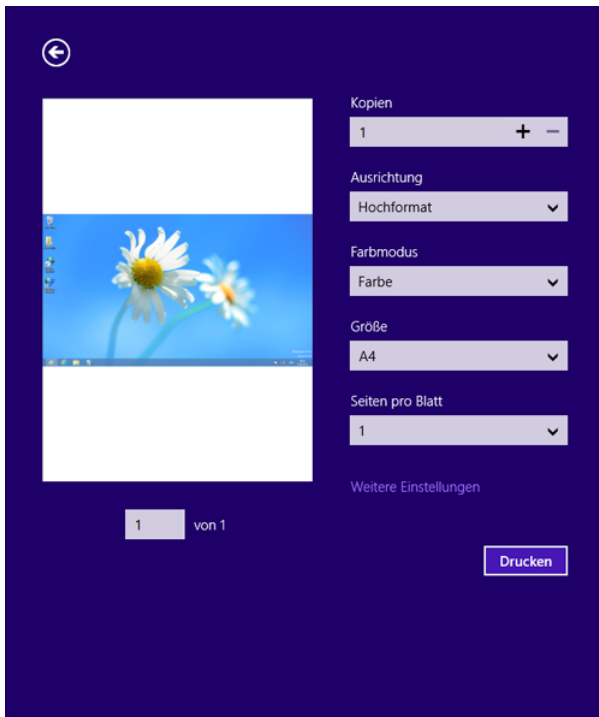 Kopien
1
Ausrichtung
Hochformat
Farbmodus
Farbe
Größe
A4
Seiten pro Blatt
1
Weitere Einstellungen
1 von 1
Drucken